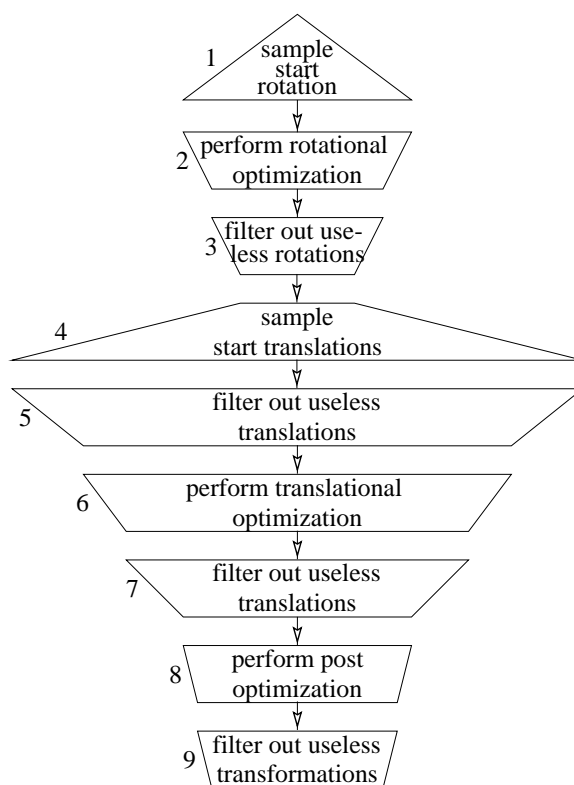 1
sample
start
rotation
2
perform rotational
optimization
3
filter out use-
less rotations
4
sample
start translations
5
filter out useless
translations
6
perform translational
optimization
7
filter out useless
translations
8
perform post
optimization
9
filter out useless
transformations